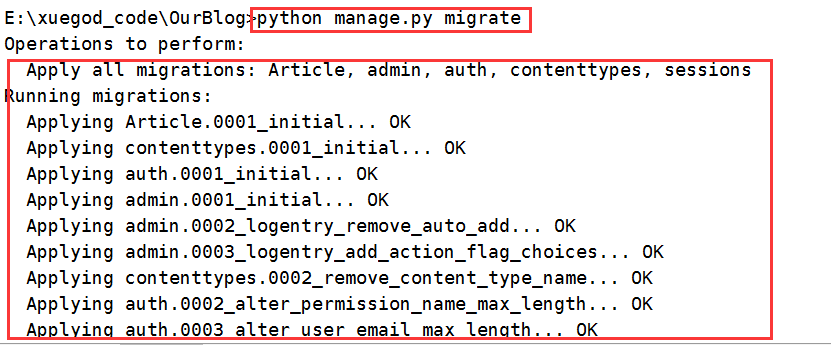 E:\xuegod_code\OurBlog>python manage.py migrate
Operations to perform:
  Apply all migrations: Article, admin, auth, contenttypes, sessions
Running migrations:
  Applying Article.0001_initial... OK
  Applying contenttypes.0001_initial... OK
  Applying auth.0001_initial... OK
  Applying admin.0001_initial... OK
  Applying admin.0002_logentry_remove_auto_add... OK
  Applying admin.0003_logentry_add_action_flag_choices... OK
  Applying contenttypes.0002_remove_content_type_name... OK
  Applying auth.0002_alter_permission_name_max_length... OK
  Applying auth.0003_alter_user_email_max_length... OK